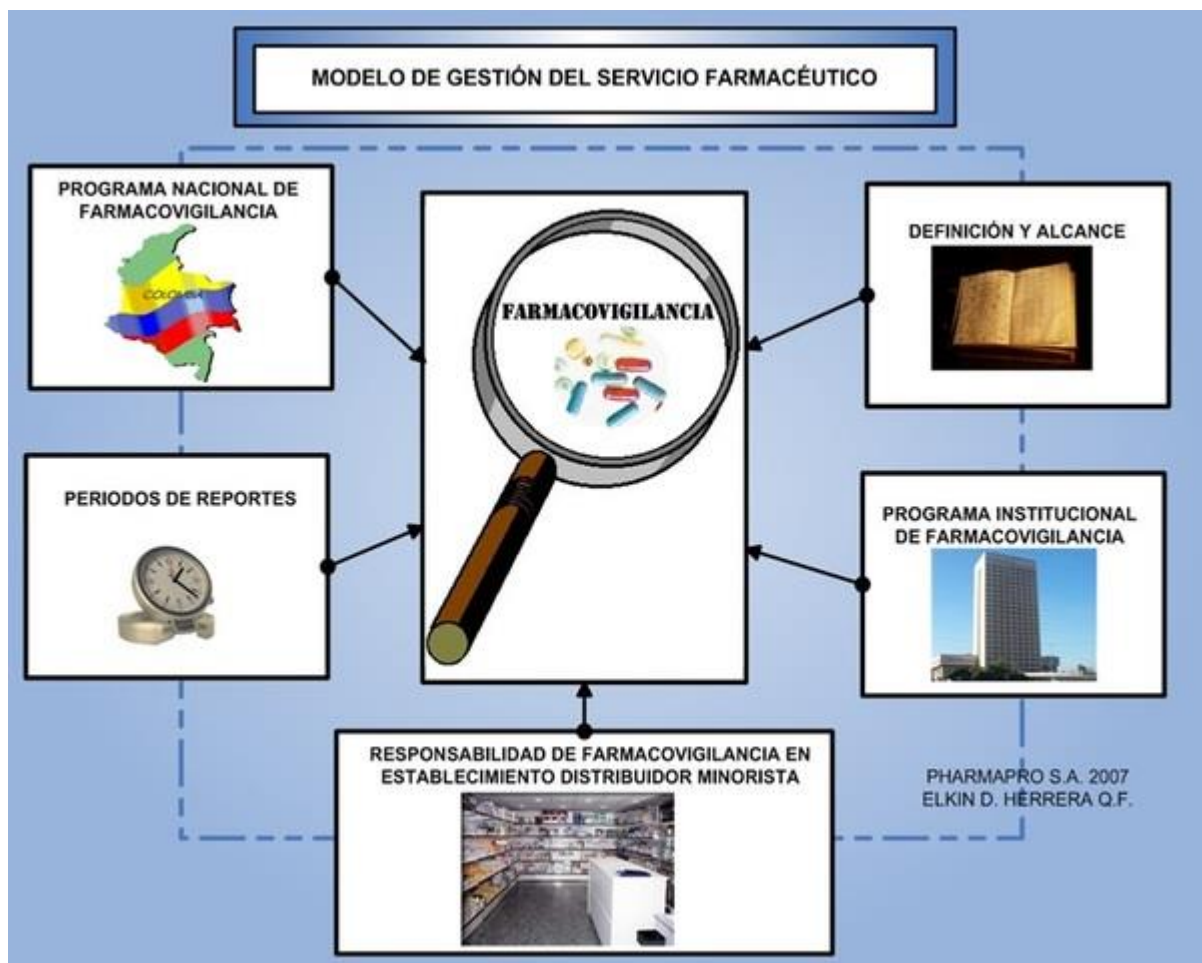 MODELO DE GESTIÓN DEL SERVICIO FARMACÉUTICO
PROGRAMA NACIONAL DE
FARMACOVIGILANCIA
COLOMBIA
FARMACOVIGILANCIA
DEFINICIÓN Y ALCANCE
PERIODOS DE REPORTES
PROGRAMA INSTITUCIONAL
DE FARMACOVIGILANCIA
RESPONSABILIDAD DE FARMACOVIGILANCIA EN
ESTABLECIMIENTO DISTRIBUIDOR MINORISTA
PHARMAPRO S.A. 2007
ELKIN D. HERRERA Q.F.